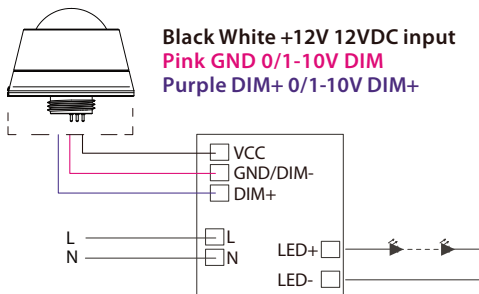 Black White +12V 12VDC input
Pink GND 0/1-10V DIM
Purple DIM+ 0/1-10V DIM+
VCC
GND/DIM-
DIM+
L L
N N
LED+
LED-